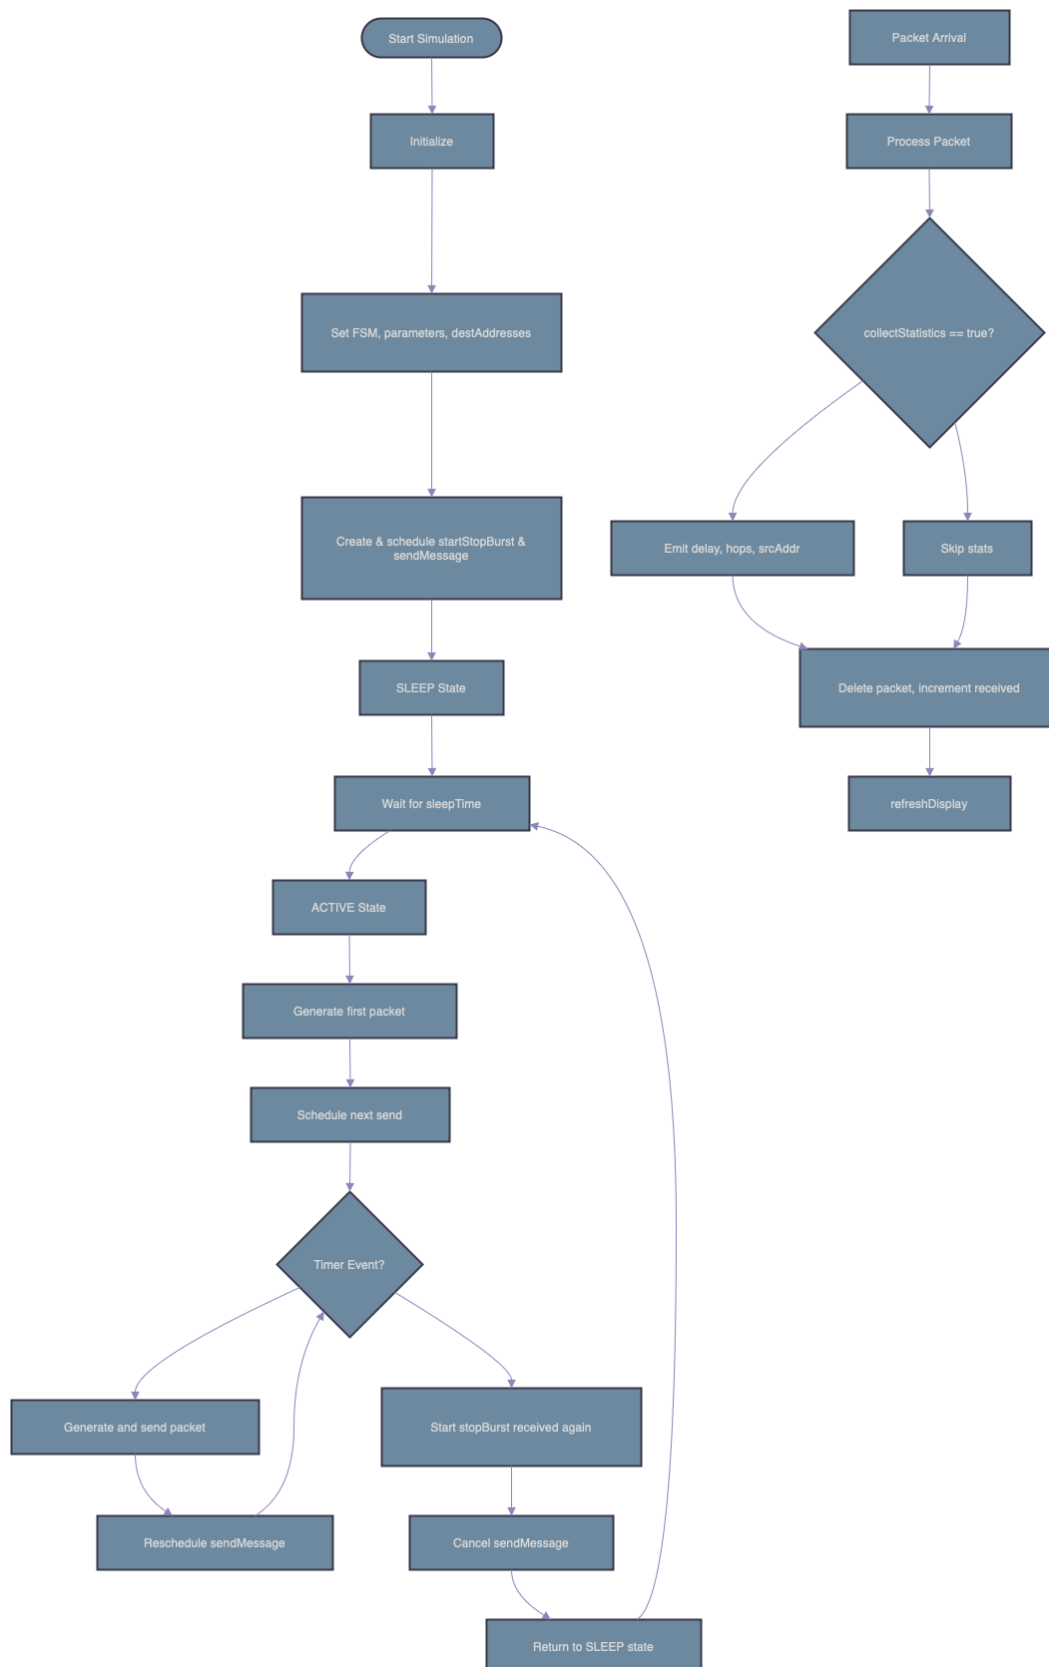 Start Simulation
Initialize
Set FSM, parameters, destAddresses
Create & schedule startStopBurst &
sendMessage
SLEEP State
Wait for sleepTime
ACTIVE State
Generate first packet
Schedule next send
Timer Event?
Generate and send packet
Reschedule sendMessage
Start stopBurst received again
Cancel sendMessage
Return to SLEEP state
Packet Arrival
Process Packet
collectStatistics == true?
Emit delay, hops, srcAddr
Skip stats
Delete packet, increment received
refreshDisplay